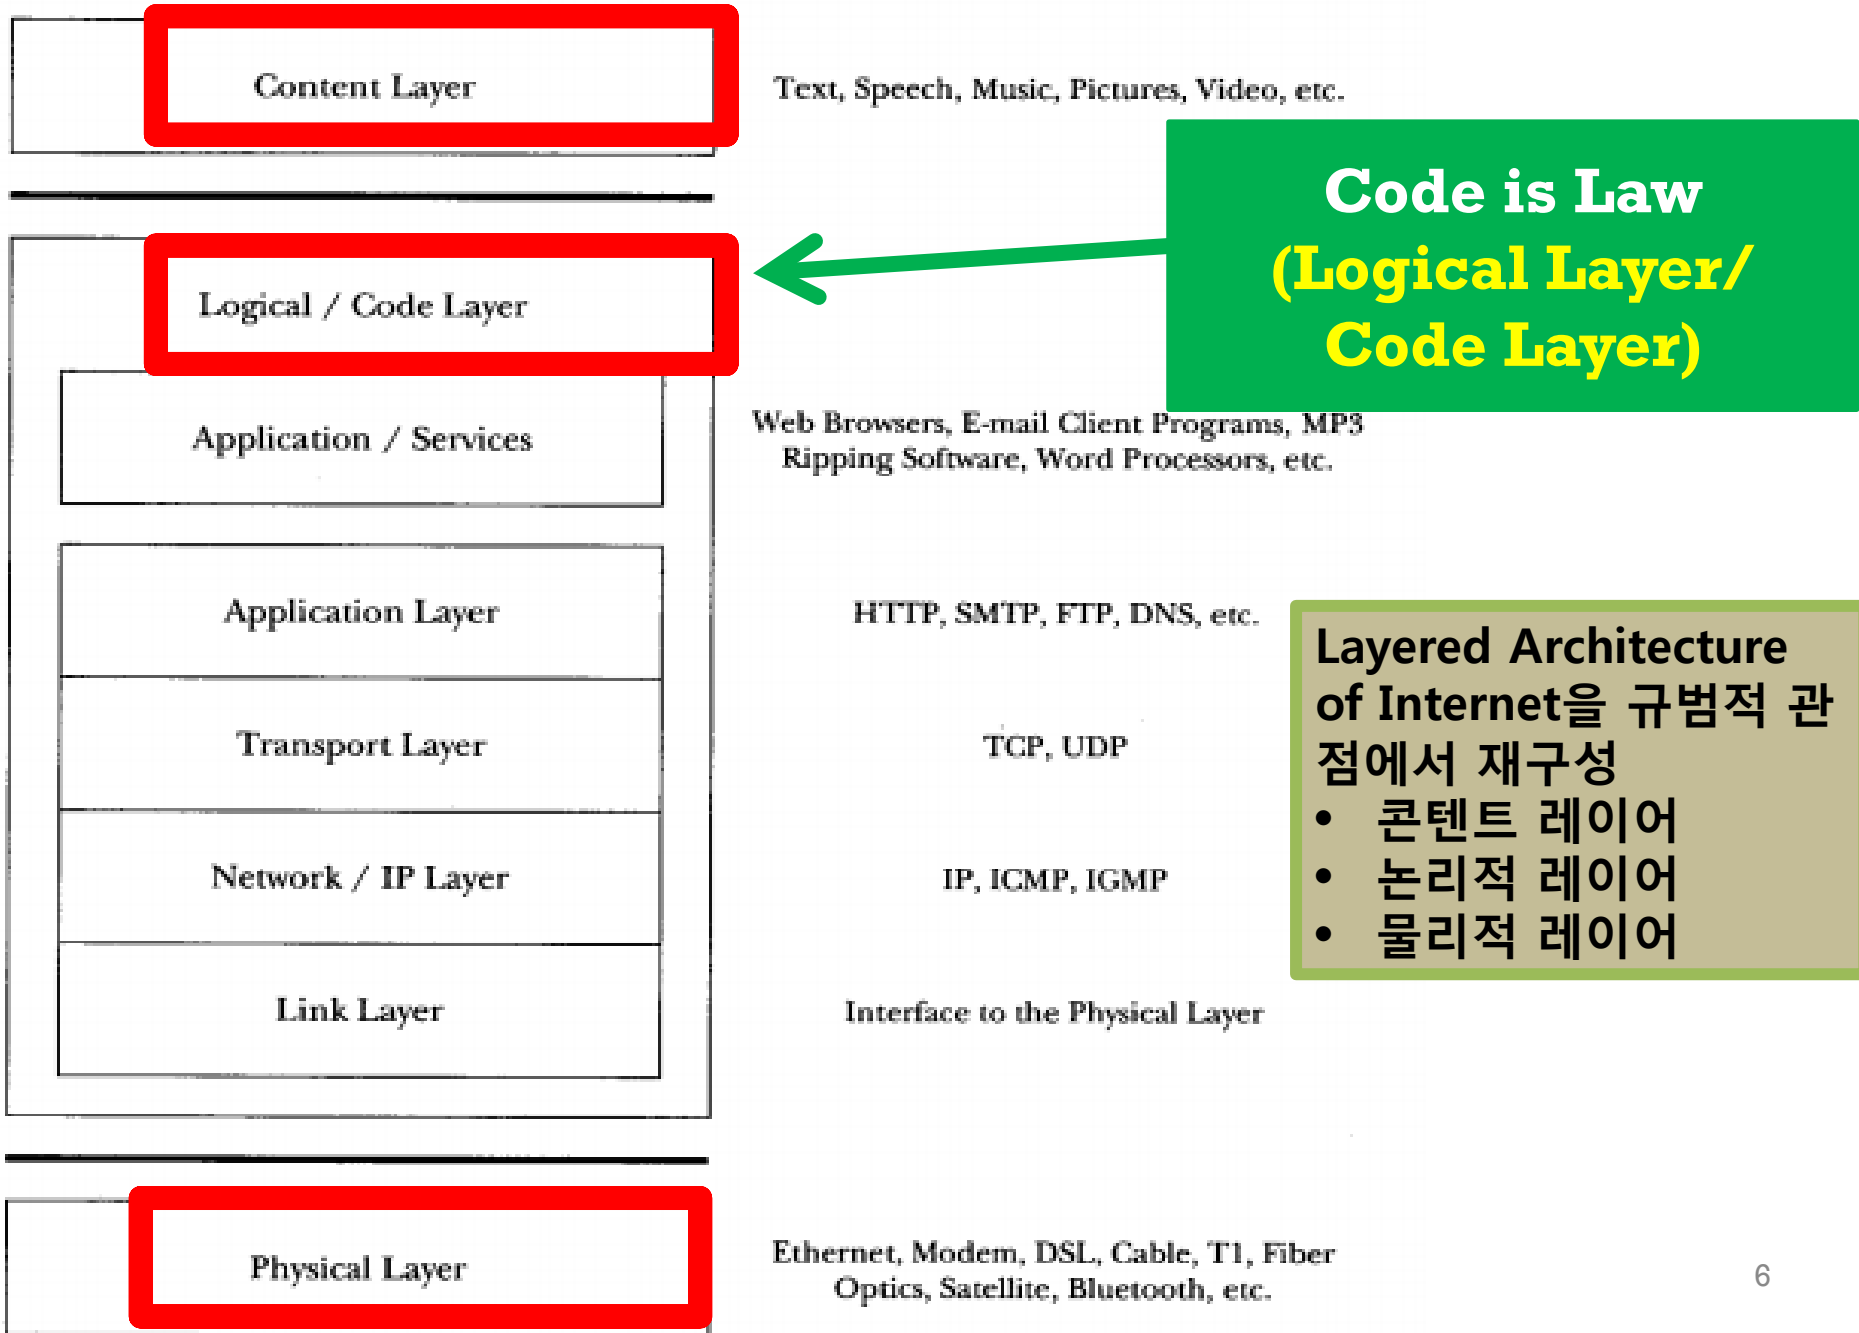 Content Layer
Text, Speech, Music, Pictures, Video, etc.
Code is Law
(Logical Layer/
Code Layer)
Logical / Code Layer
Application / Services
Web Browsers, E-mail Client Programs, MP3
Ripping Software, Word Processors, etc.
Application Layer
HTTP, SMTP, FTP, DNS, etc.
Layered Architecture
of Internet을 규범적 관
점에서 재구성
• 콘텐트 레이어
• 논리적 레이어
• 물리적 레이어
Transport Layer
TCP, UDP
Network / IP Layer
IP, ICMP, IGMP
Link Layer
Interface to the Physical Layer
Physical Layer
Ethernet, Modem, DSL, Cable, T1, Fiber
Optics, Satellite, Bluetooth, etc.
6